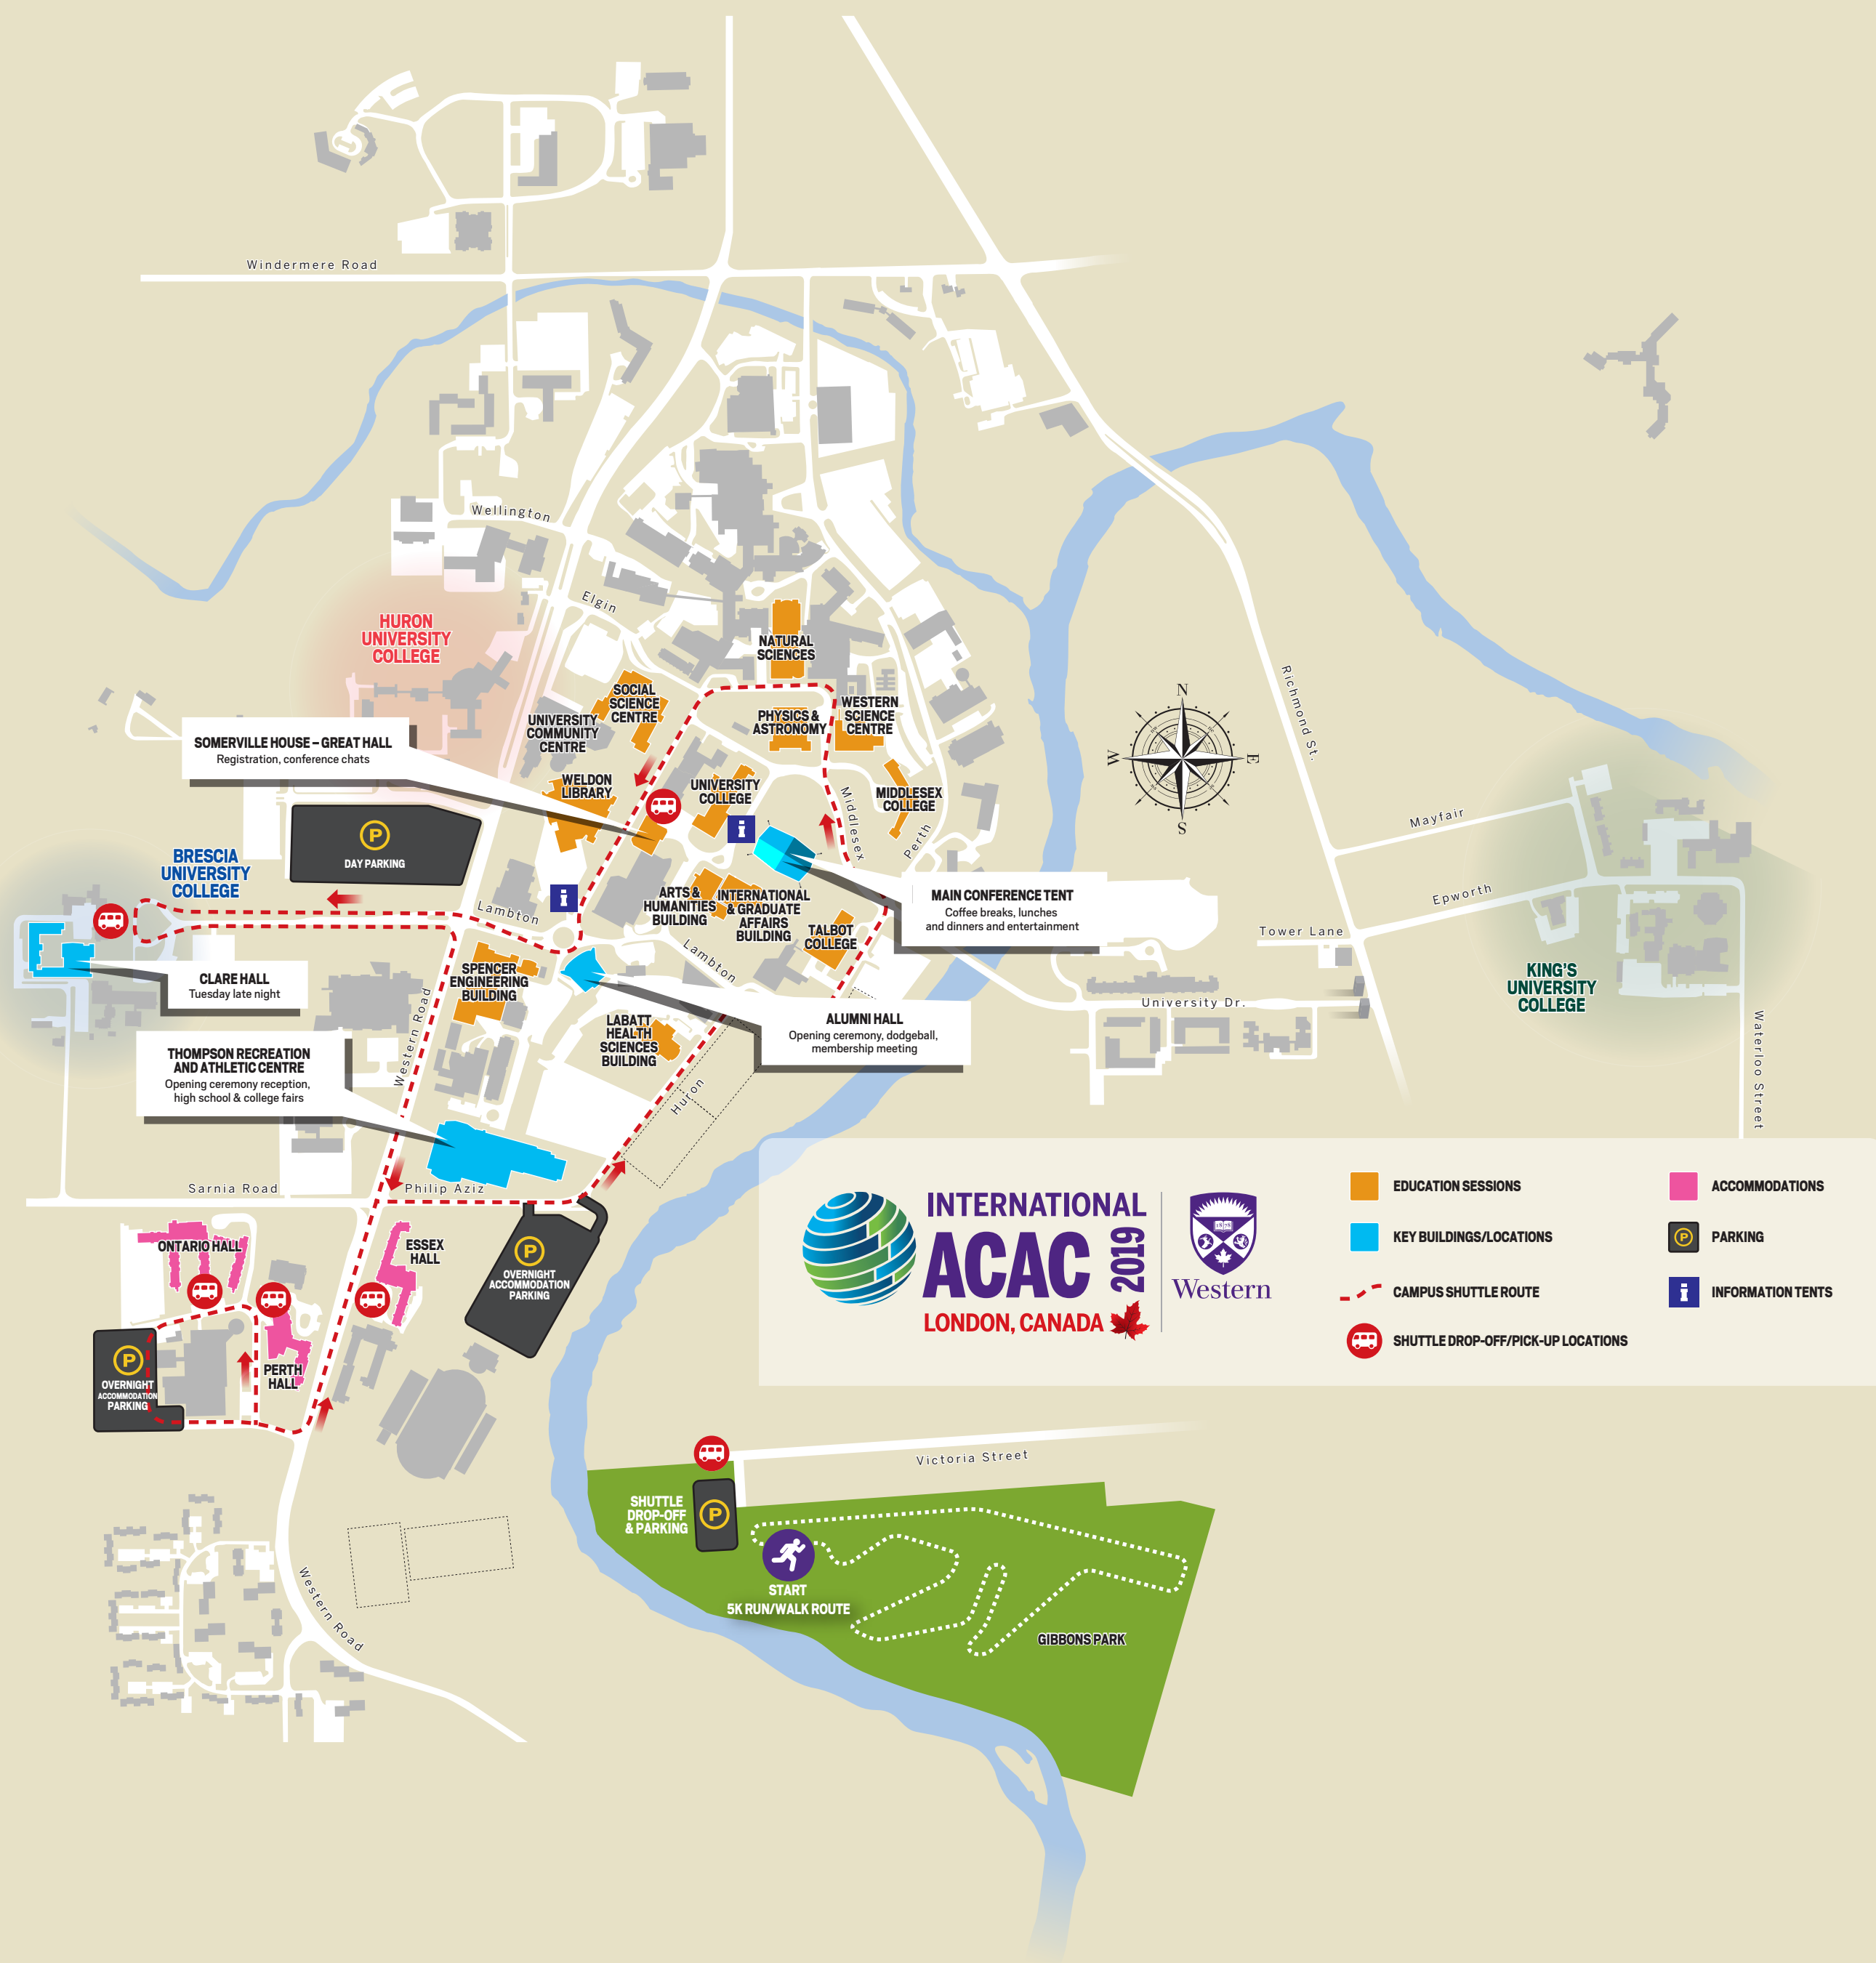 Windermere Road
Wellington
Elgin
HURON
UNIVERSITY
COLLEGE
NATURAL
SCIENCES
SOCIAL
SCIENCE
CENTRE
UNIVERSITY
COMMUNITY
CENTRE
PHYSICS &
ASTRONOMY
WESTERN
SCIENCE
CENTRE
N
E
S
W
Richmond St.
SOMERVILLE HOUSE – GREAT HALL
Registration, conference chats
WELDON
LIBRARY
UNIVERSITY
COLLEGE
MIDDLESEX
COLLEGE
Middlesex
Perth
Mayfair
Epworth
Tower Lane
P
DAY PARKING
BRESCIA
UNIVERSITY
COLLEGE
i
i
Lambton
ARTS &
HUMANITIES
BUILDING
INTERNATIONAL
& GRADUATE
AFFAIRS
BUILDING
TALBOT
COLLEGE
MAIN CONFERENCE TENT
Coffee breaks, lunches
and dinners and entertainment
Lambton
CLARE HALL
Tuesday late night
SPENCER
ENGINEERING
BUILDING
Western Road
KING'S
UNIVERSITY
COLLEGE
University Dr.
Waterloo Street
ALUMNI HALL
Opening ceremony, dodgeball,
membership meeting
LABATT
HEALTH
SCIENCES
BUILDING
THOMPSON RECREATION
AND ATHLETIC CENTRE
Opening ceremony reception,
high school & college fairs
Huron
Sarnia Road
Philip Aziz
ONTARIO HALL
ESSEX
HALL
P
OVERNIGHT
ACCOMMODATION
PARKING
PERTH
HALL
P
OVERNIGHT
ACCOMMODATION
PARKING
INTERNATIONAL
ACAC
2019
LONDON, CANADA
1878
Western
EDUCATION SESSIONS
KEY BUILDINGS/LOCATIONS
CAMPUS SHUTTLE ROUTE
SHUTTLE DROP-OFF/PICK-UP LOCATIONS
ACCOMMODATIONS
P
PARKING
i
INFORMATION TENTS
Victoria Street
SHUTTLE
DROP-OFF
& PARKING
P
START
5K RUN/WALK ROUTE
GIBBONS PARK
Western Road